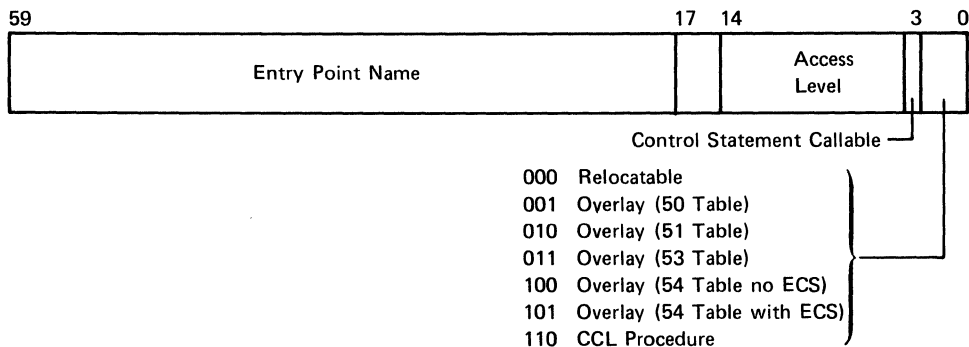 59 17 14 3 0
Entry Point Name
Access
Level
Control Statement Callable
000 Relocatable
001 Overlay (50 Table)
010 Overlay (51 Table)
011 Overlay (53 Table)
100 Overlay (54 Table no ECS)
101 Overlay (54 Table with ECS)
110 CCL Procedure